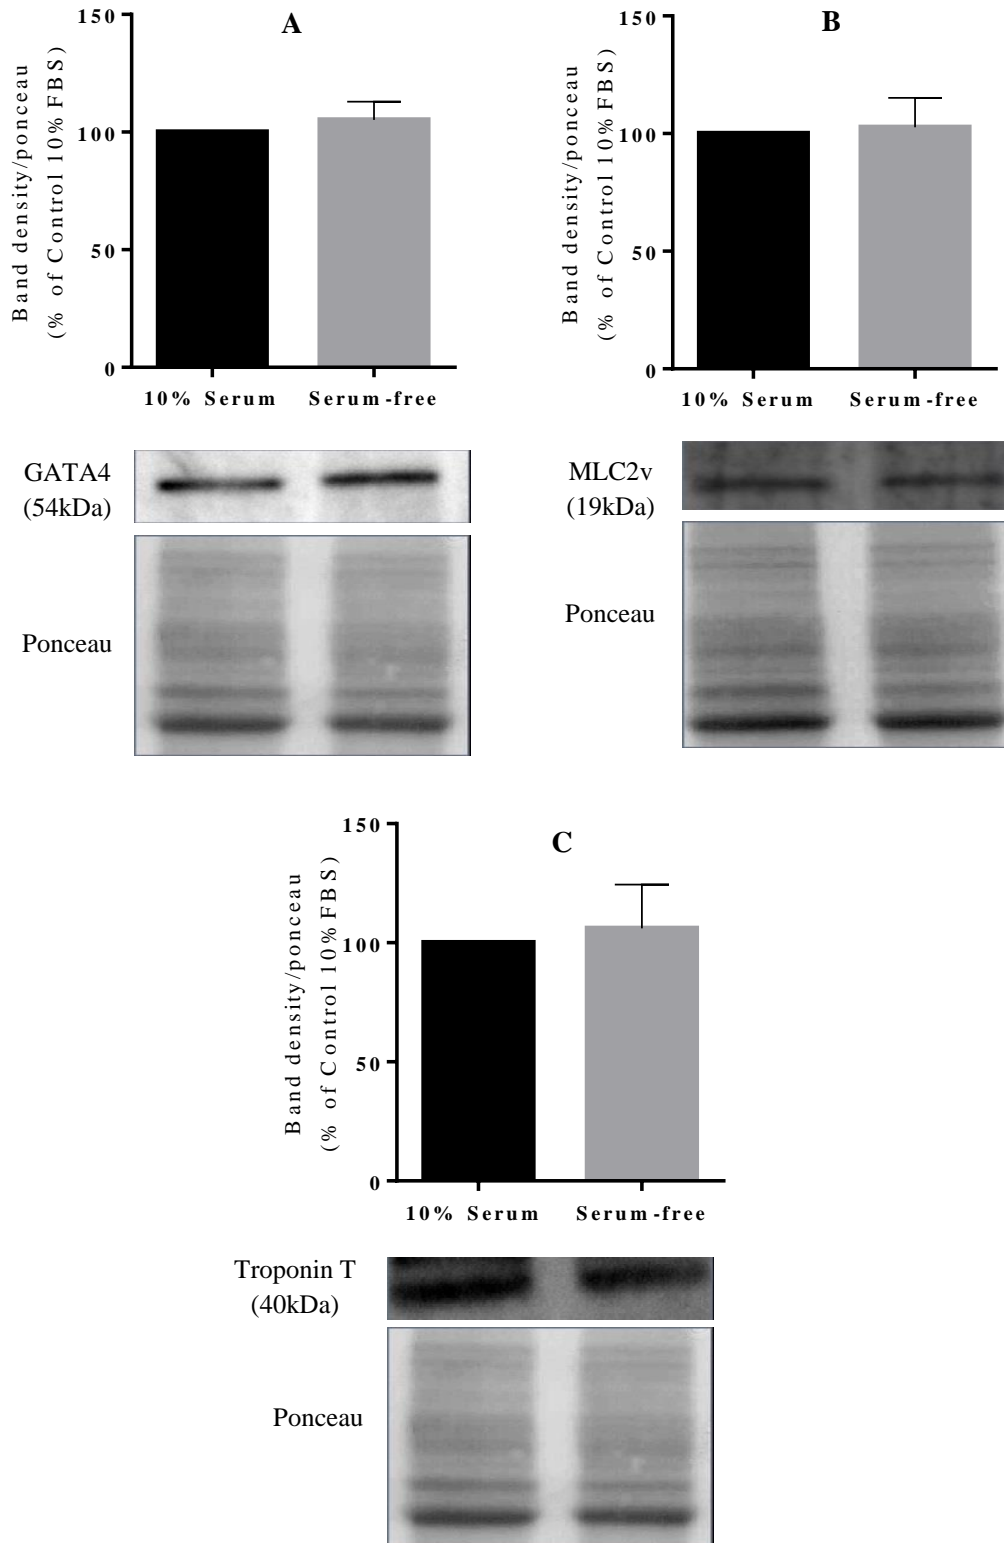 A
Band density/ponceau
(% of Control 10%FBS)
150
100
50
0
10% Serum
Serum-free
GATA4
(54kDa)
Ponceau
B
Band density/ponceau
(% of Control 10%FBS)
150
100
50
0
10% Serum
Serum-free
MLC2v
(19kDa)
Ponceau
C
Band density/ponceau
(% of Control 10%FBS)
150
100
50
0
10% Serum
Serum-free
Troponin T
(40kDa)
Ponceau